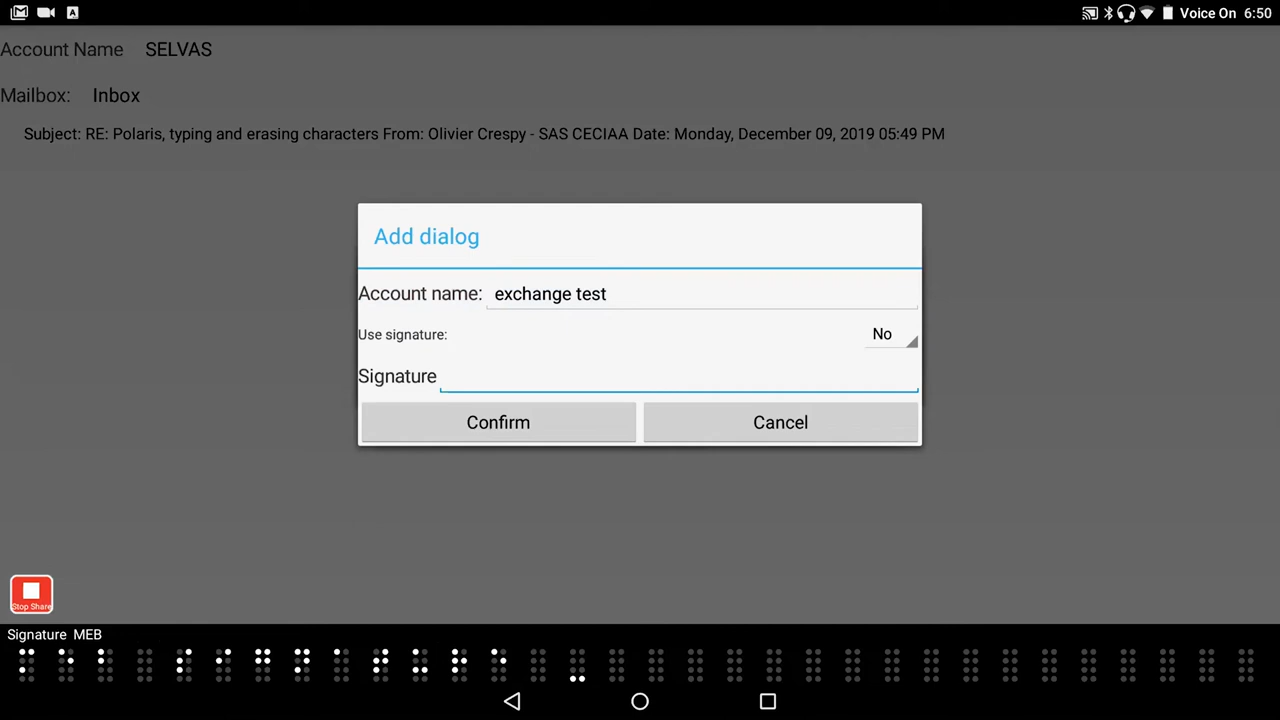 Voice On 6:50
Account Name SELVAS
Mailbox: Inbox
Subject: RE: Polaris, typing and erasing characters From: Olivier Crespy - SAS CECIAA Date: Monday, December 09, 2019 05:49 PM
Add dialog
Account name: exchange test
Use signature: No
Signature
Confirm Cancel
Stop Share
Signature MEB